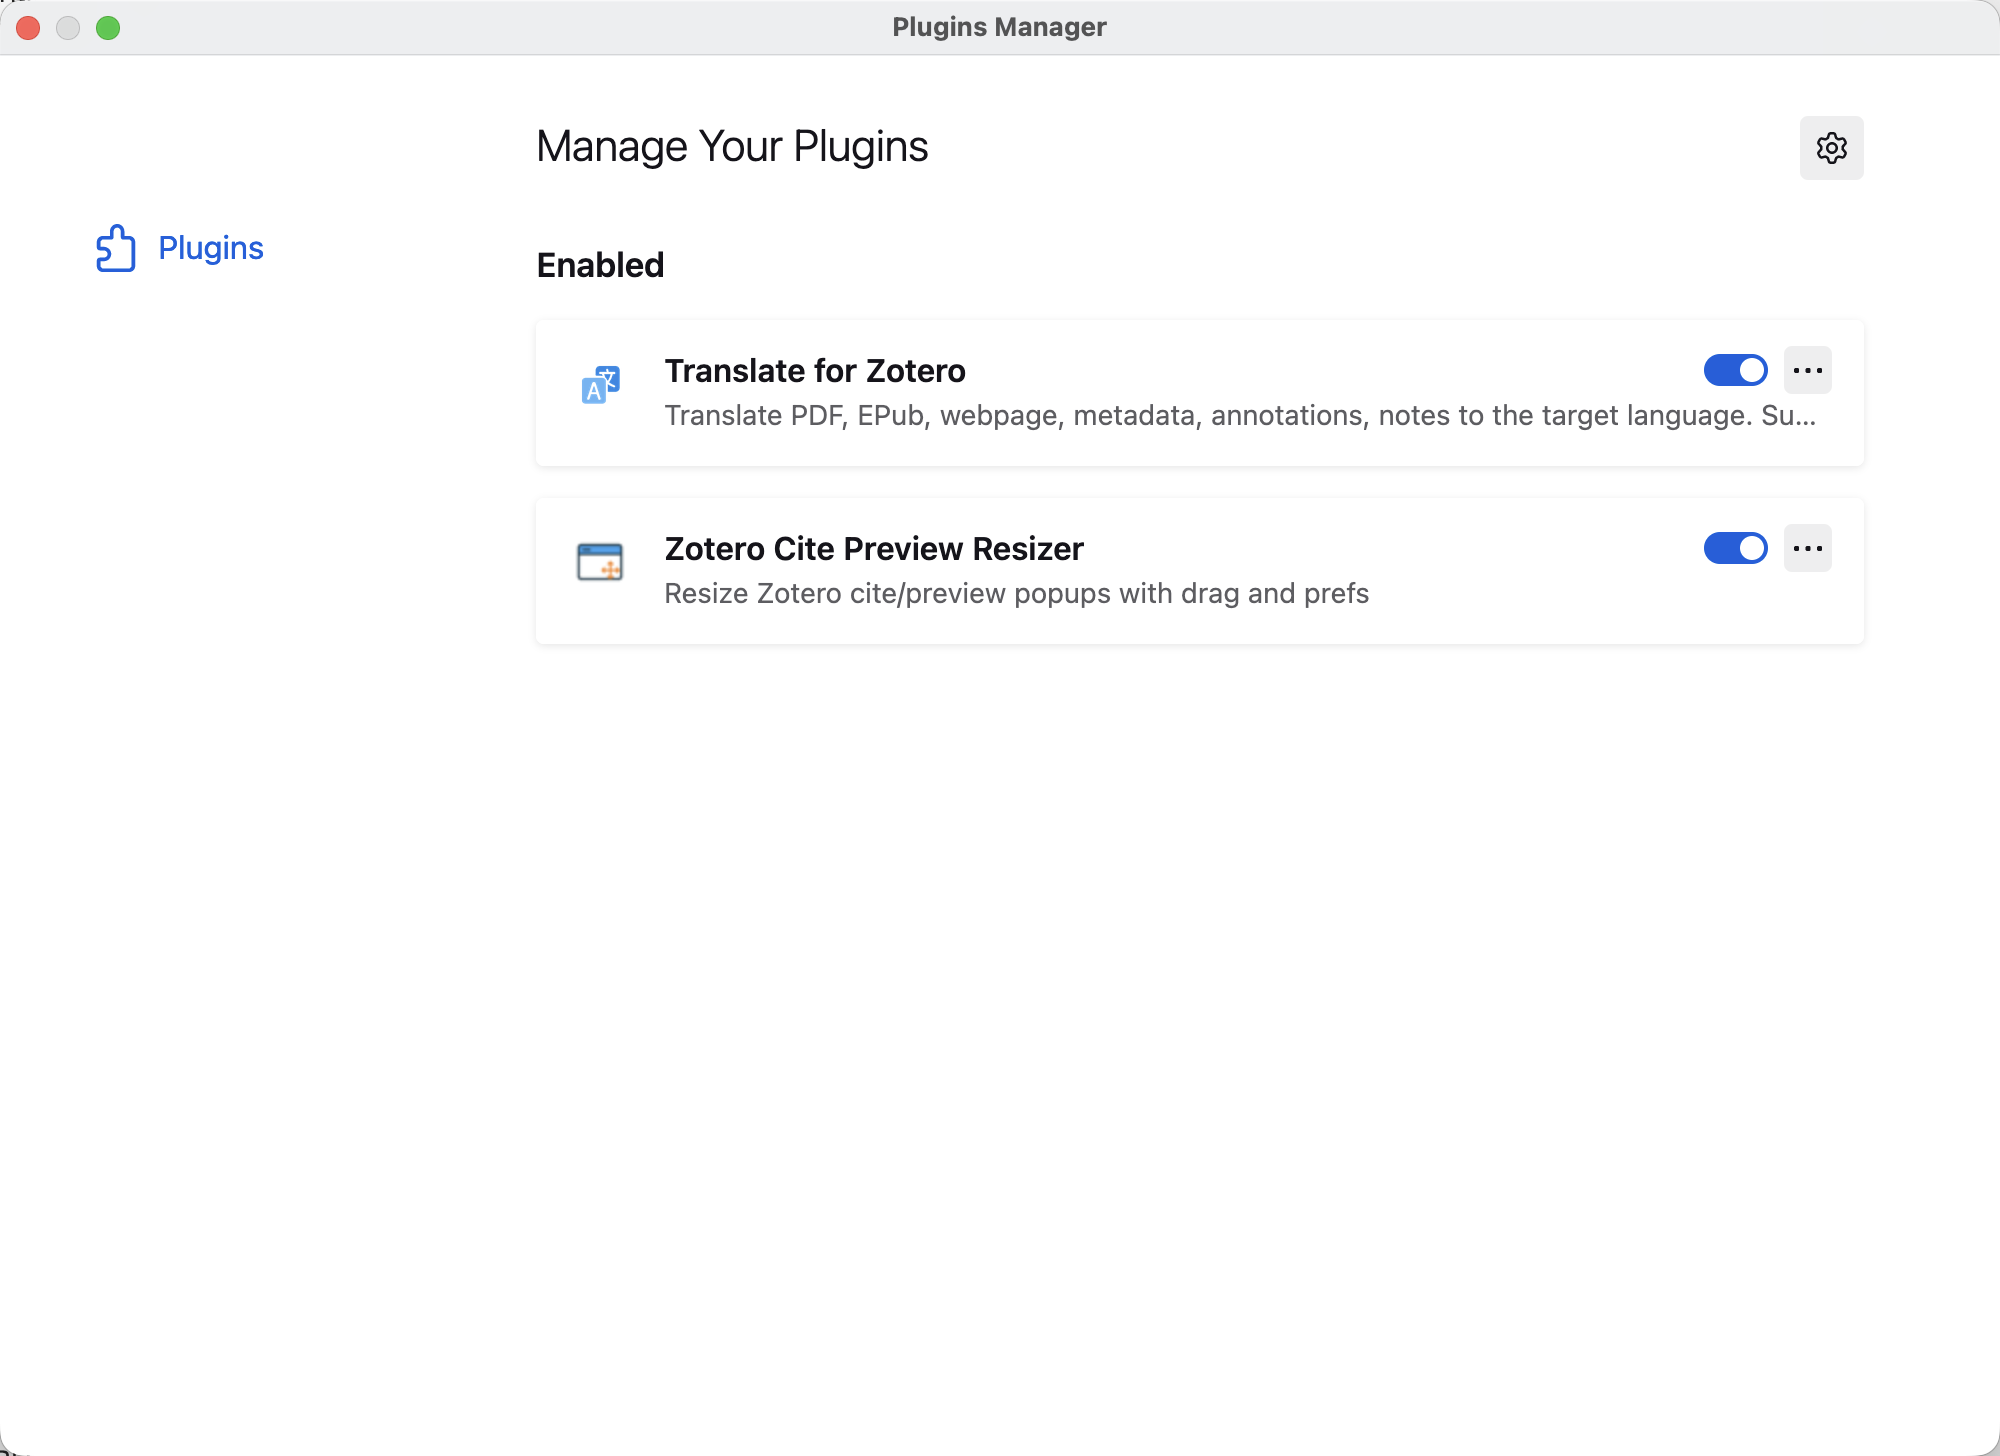 Plugins Manager
Manage Your Plugins
Plugins
Enabled
Translate for Zotero
Translate PDF, EPub, webpage, metadata, annotations, notes to the target language. Su...
Zotero Cite Preview Resizer
Resize Zotero cite/preview popups with drag and prefs